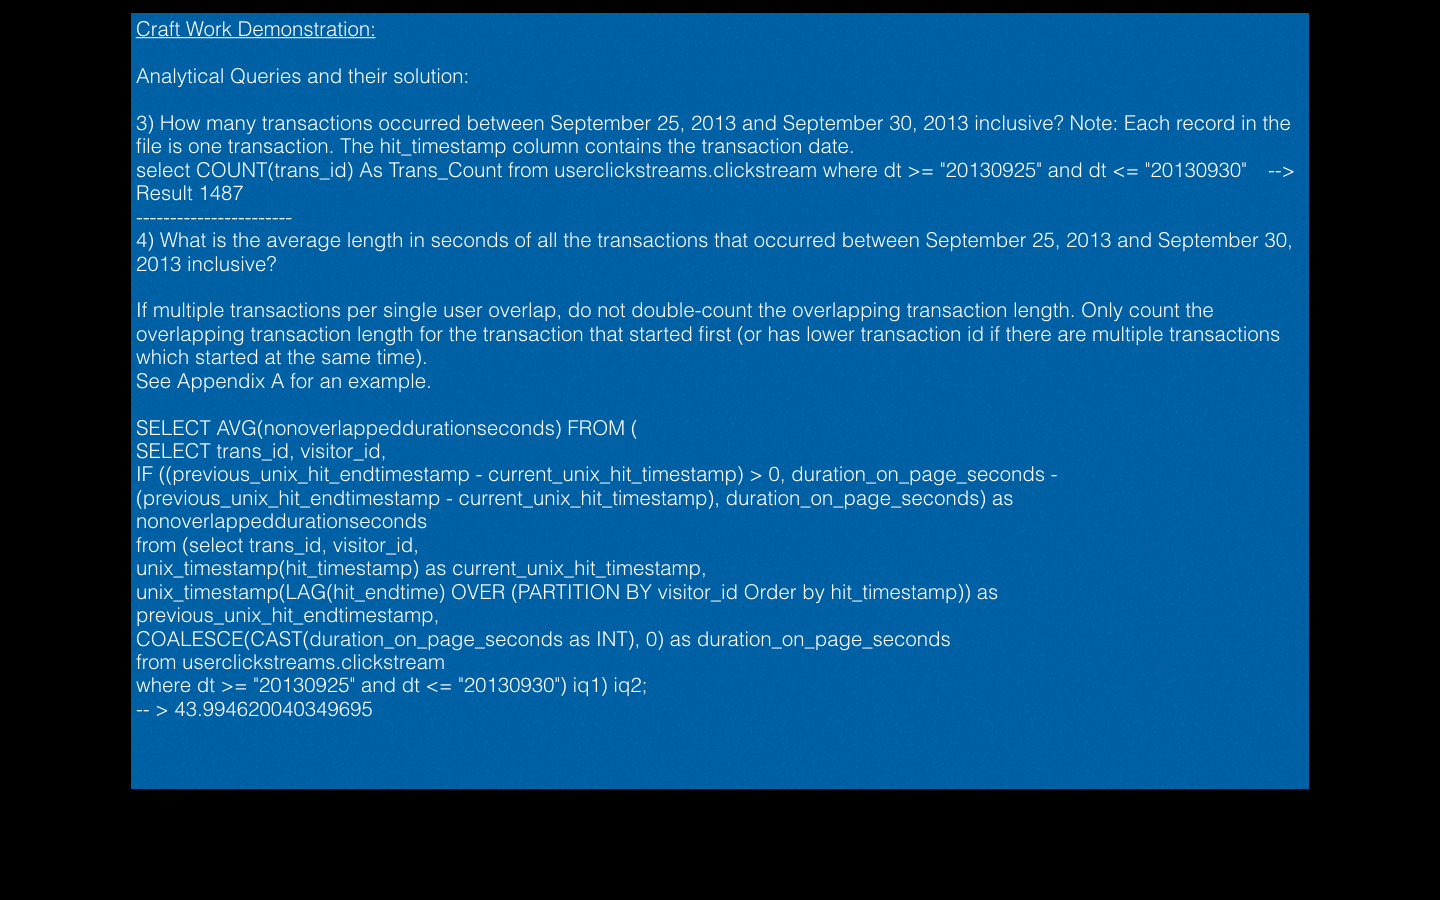 Craft Work Demonstration:
Analytical Queries and their solution:
3) How many transactions occurred between September 25, 2013 and September 30, 2013 inclusive? Note: Each record in the
file is one transaction. The hit_timestamp column contains the transaction date.
select COUNT(trans_id) As Trans_Count from userclickstreams.clickstream where dt >= "20130925" and dt <= "20130930"    -->
Result 1487
-----------------------
4) What is the average length in seconds of all the transactions that occurred between September 25, 2013 and September 30,
2013 inclusive?
If multiple transactions per single user overlap, do not double-count the overlapping transaction length. Only count the
overlapping transaction length for the transaction that started first (or has lower transaction id if there are multiple transactions
which started at the same time).
See Appendix A for an example.
SELECT AVG(nonoverlappeddurationseconds) FROM (
SELECT trans_id, visitor_id,
IF ((previous_unix_hit_endtimestamp - current_unix_hit_timestamp) > 0, duration_on_page_seconds -
(previous_unix_hit_endtimestamp - current_unix_hit_timestamp), duration_on_page_seconds) as
nonoverlappeddurationseconds
from (select trans_id, visitor_id,
unix_timestamp(hit_timestamp) as current_unix_hit_timestamp,
unix_timestamp(LAG(hit_endtime) OVER (PARTITION BY visitor_id Order by hit_timestamp)) as
previous_unix_hit_endtimestamp,
COALESCE(CAST(duration_on_page_seconds as INT), 0) as duration_on_page_seconds
from userclickstreams.clickstream
where dt >= "20130925" and dt <= "20130930") iq1) iq2;
-- > 43.994620040349695